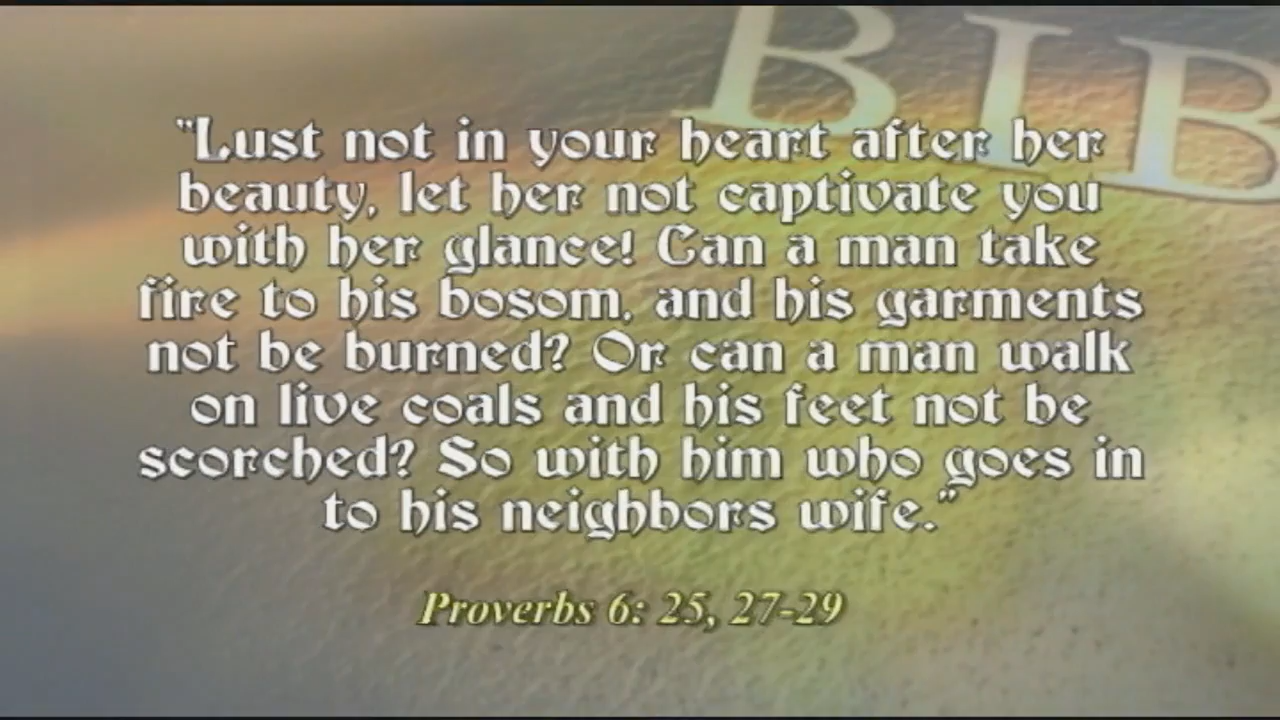 BIB
"Lust not in your heart after her
beauty, let her not captivate you
with her glance! Can a man take
fire to his bosom, and his garments
not be burned? Or can a man walk
on live coals and his feet not be
scorched? So with him who goes in
to his neighbors wife."
Proverbs 6: 25, 27-29